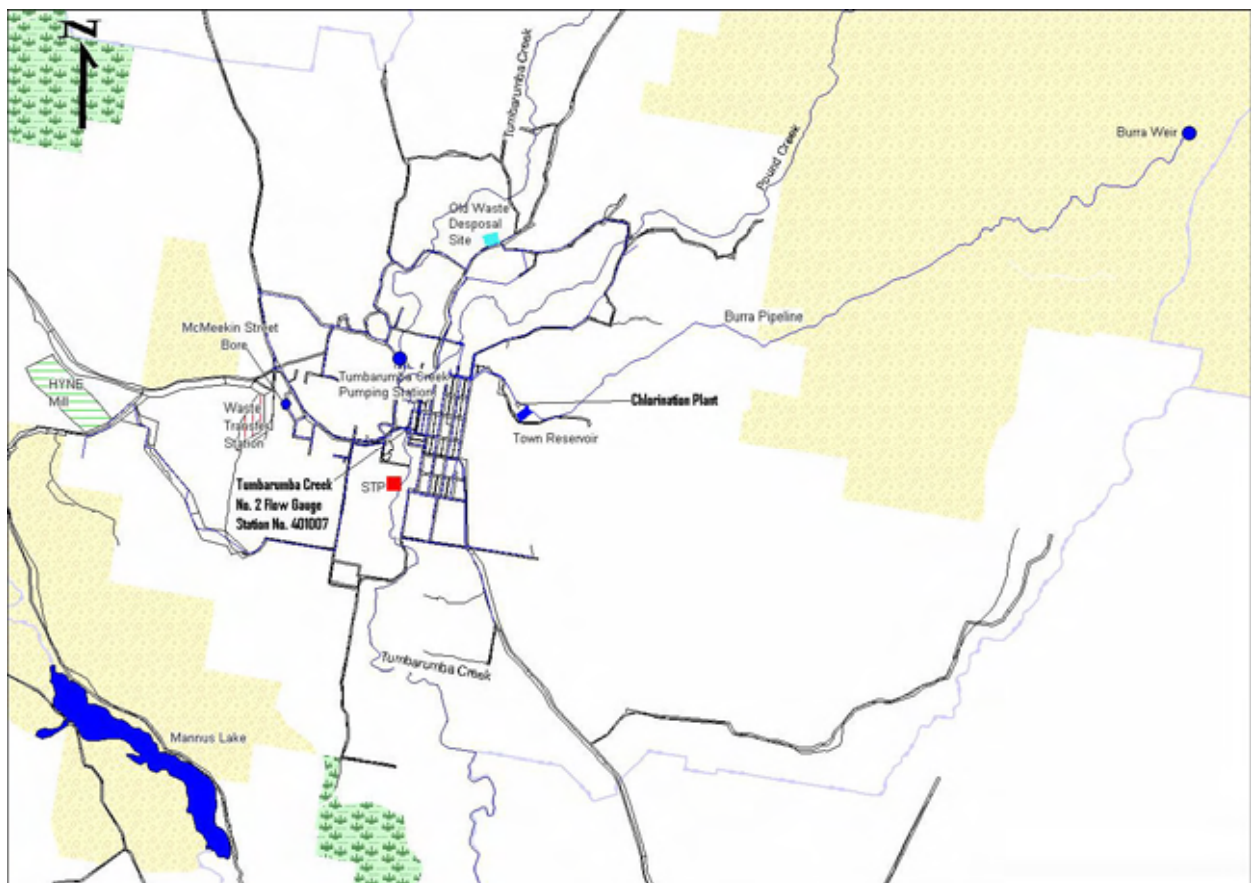 N
Tumbarumba Creek
Pound Creek
Burra Weir
Old Waste
Desposal
Site
Burra Pipeline
McMeekin Street
Bore
HYNE
Mill
Tumbarumba Creek
Pumping Station
Chlorination Plant
Waste
Transfer
Station
Town Reservoir
Tumbarumba Creek
No. 2 Flow Gauge
Station No. 401007
STP
Tumbarumba Creek
Mannus Lake